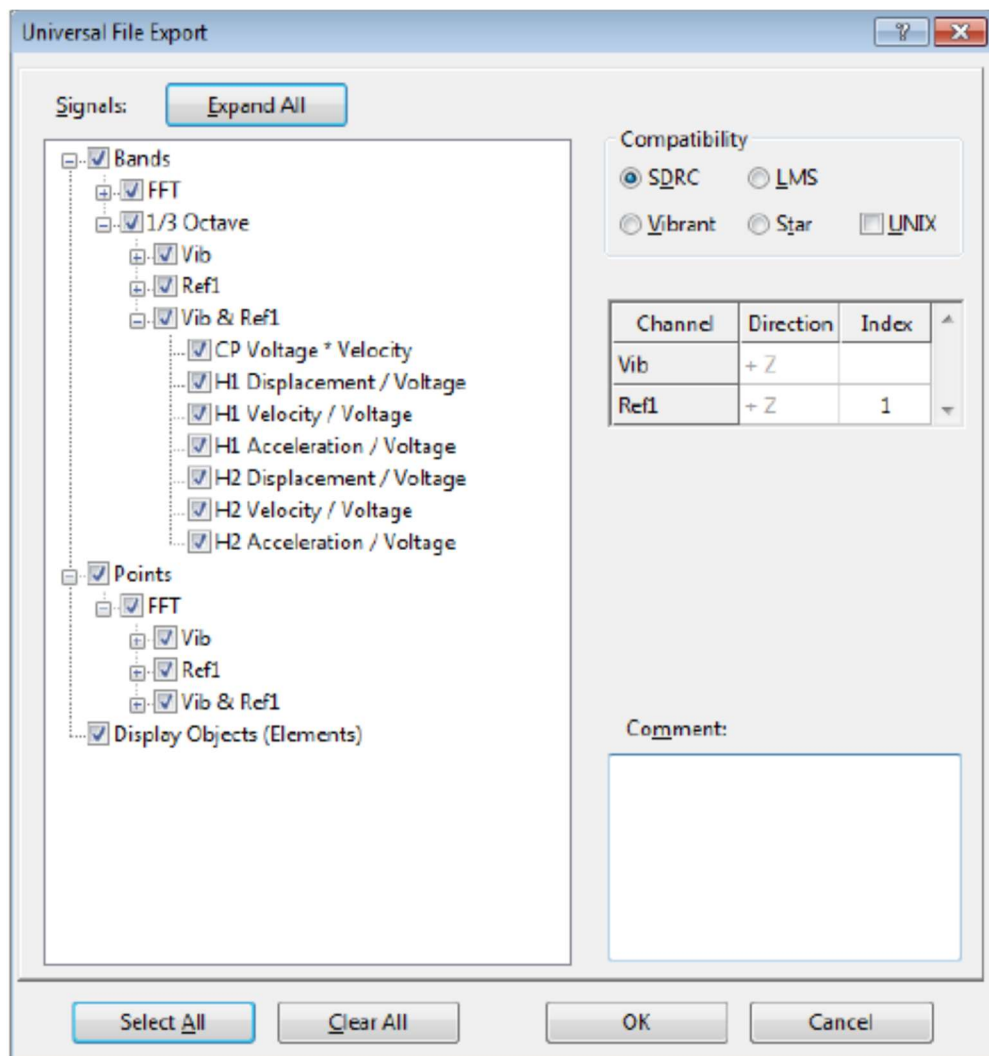 Universal File Export
Signals: Expand All
Bands
FFT
1/3 Octave
Vib
Ref1
Vib & Ref1
CP Voltage * Velocity
H1 Displacement / Voltage
H1 Velocity / Voltage
H1 Acceleration / Voltage
H2 Displacement / Voltage
H2 Velocity / Voltage
H2 Acceleration / Voltage
Points
FFT
Vib
Ref1
Vib & Ref1
Display Objects (Elements)
Compatibility
SDRC LMS
Vibrant Star UNIX
Channel Direction Index
Vib + Z
Ref1 + Z 1
Comment:
Select All Clear All OK Cancel